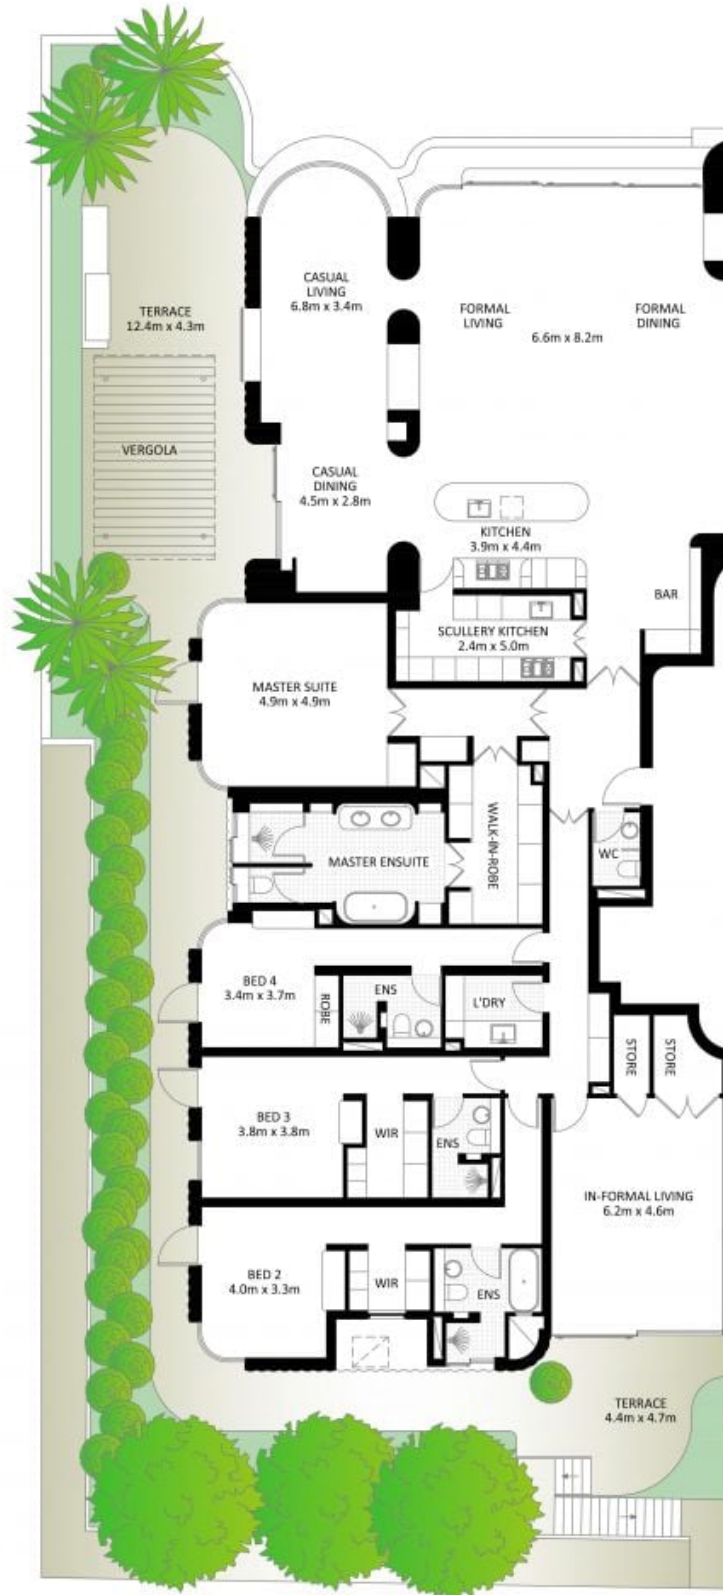 CASUAL
LIVING
6.8m x 3.4m
TERRACE
12.4m x 4.3m
FORMAL
LIVING
FORMAL
DINING
6.6m x 8.2m
VERGOLA
CASUAL
DINING
4.5m x 2.8m
KITCHEN
3.9m x 4.4m
BAR
SCULLERY KITCHEN
2.4m x 5.0m
MASTER SUITE
4.9m x 4.9m
WALK-IN-ROBE
MASTER ENSUITE
WC
BED 4
3.4m x 3.7m
ROBE
ENS
L'DRY
STORE
STORE
BED 3
3.8m x 3.8m
WIR
ENS
IN-FORMAL LIVING
6.2m x 4.6m
BED 2
4.0m x 3.3m
WIR
ENS
TERRACE
4.4m x 4.7m